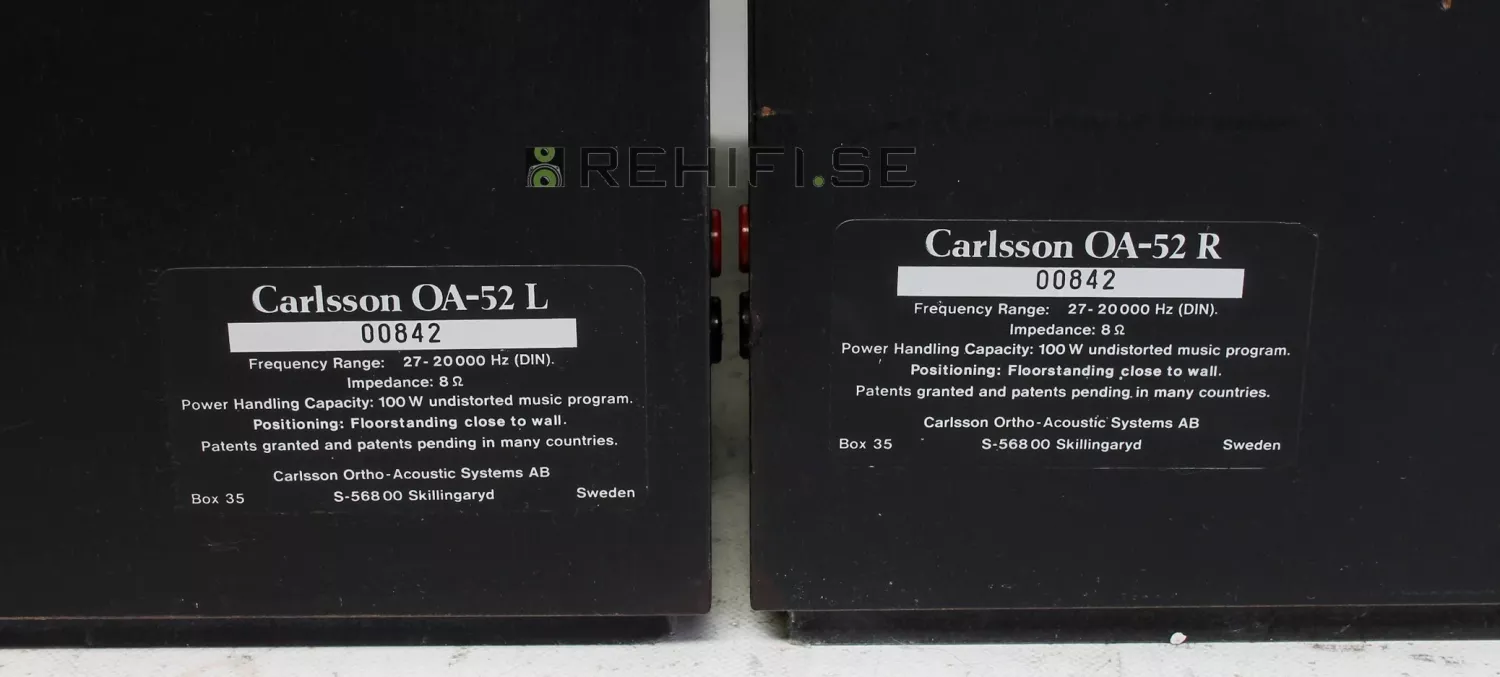 REHIFI.SE
Carlsson OA-52 L
00842
Frequency Range: 27-20000 Hz (DIN).
Impedance: 8 Ω
Power Handling Capacity: 100 W undistorted music program.
Positioning: Floorstanding close to wall.
Patents granted and patents pending in many countries.
Carlsson Ortho-Acoustic Systems AB
Box 35 S-568 00 Skillingaryd Sweden
Carlsson OA-52 R
00842
Frequency Range: 27-20000 Hz (DIN).
Impedance: 8 Ω
Power Handling Capacity: 100 W undistorted music program.
Positioning: Floorstanding close to wall.
Patents granted and patents pending in many countries.
Carlsson Ortho-Acoustic Systems AB
Box 35 S-568 00 Skillingaryd Sweden